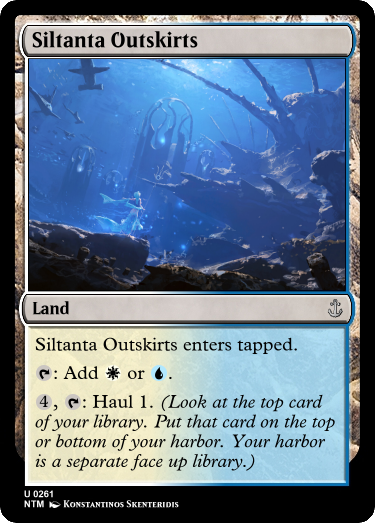 Siltanta Outskirts
Land
Siltanta Outskirts enters tapped.
: Add or .
4, : Haul 1. (Look at the top card
of your library. Put that card on the top
or bottom of your harbor. Your harbor
is a separate face up library.)
U 0261
NTM Konstantinos Skenteridis